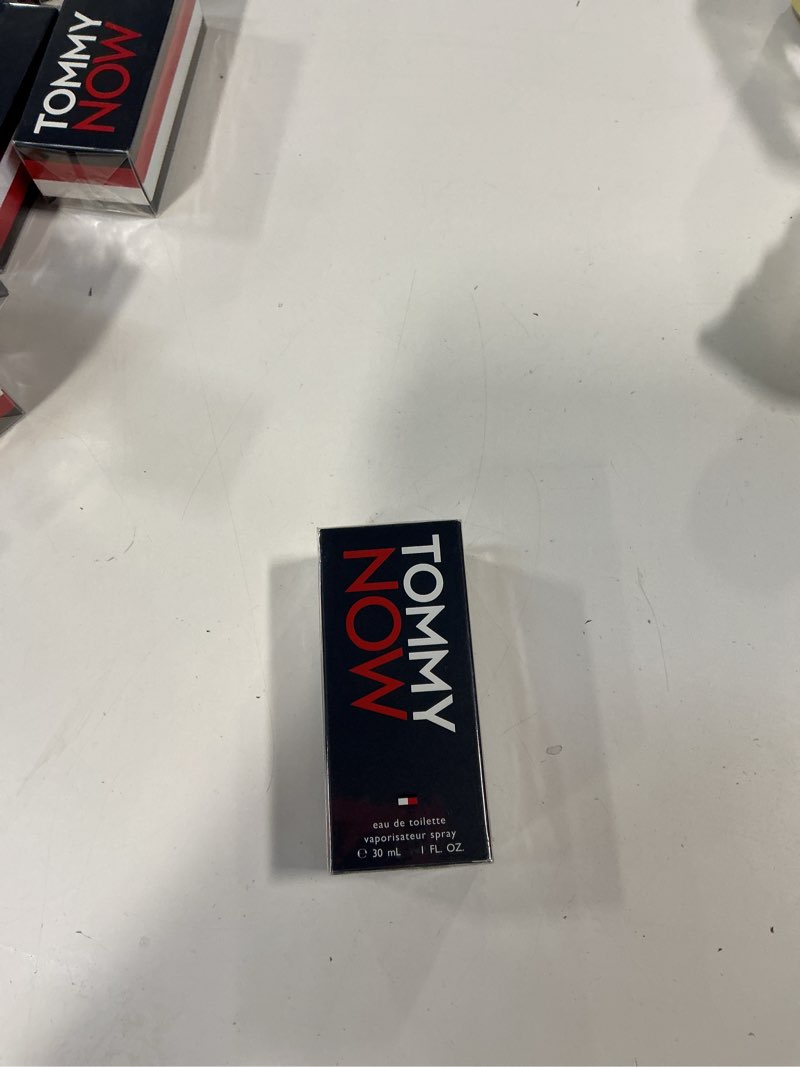 TOMMY
NOW
TOMMY
NOW
eau de toilette
vaporisateur spray
℮ 30 mL 1 FL. OZ.